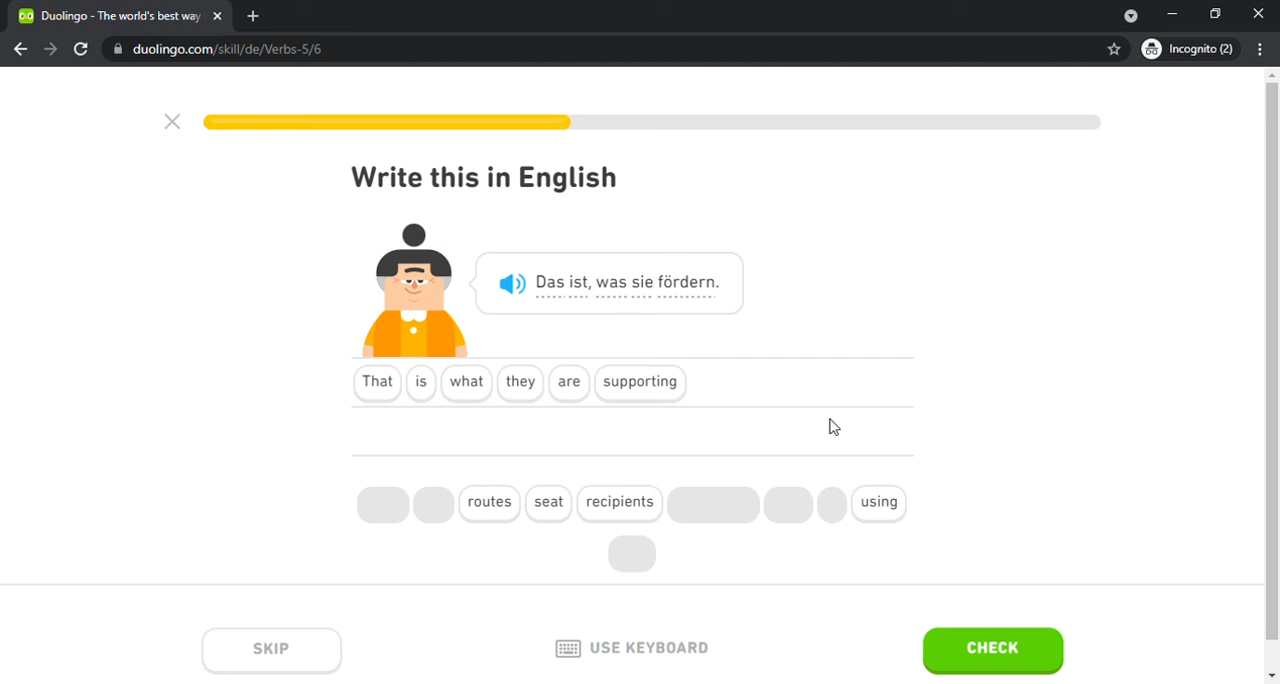 Duolingo - The world's best way
duolingo.com/skill/de/Verbs-5/6
Incognito (2)
Write this in English
Das ist, was sie fördern.
That is what they are supporting
routes seat recipients using
SKIP
USE KEYBOARD
CHECK